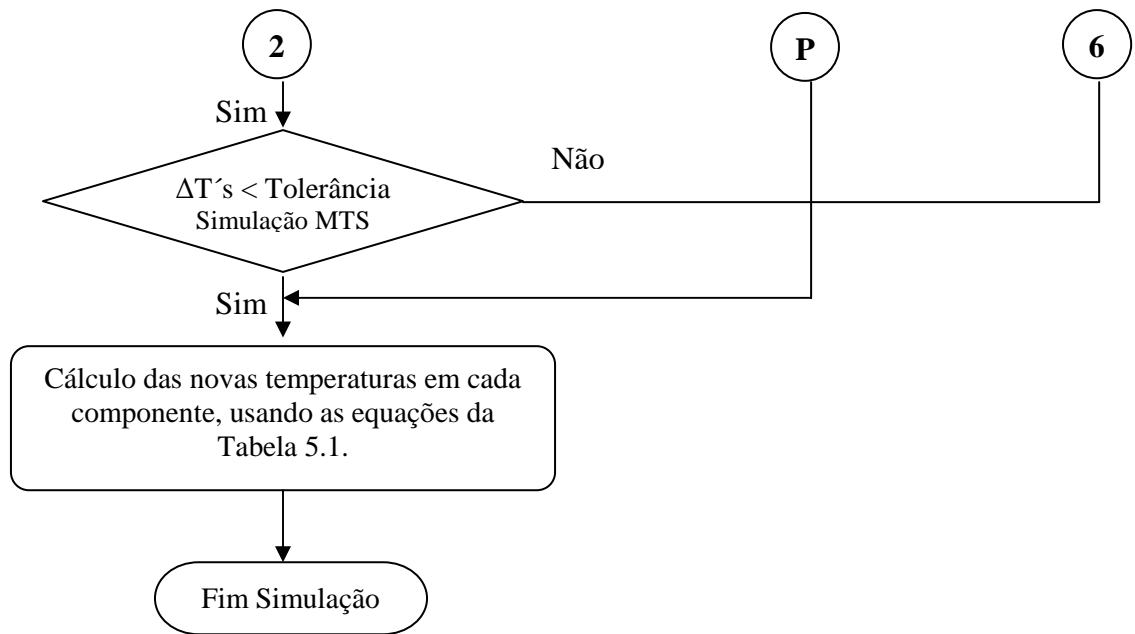 2
P
6
Sim
Não
ΔT´s < Tolerância
Simulação MTS
Sim
Cálculo das novas temperaturas em cada
componente, usando as equações da
Tabela 5.1.
Fim Simulação